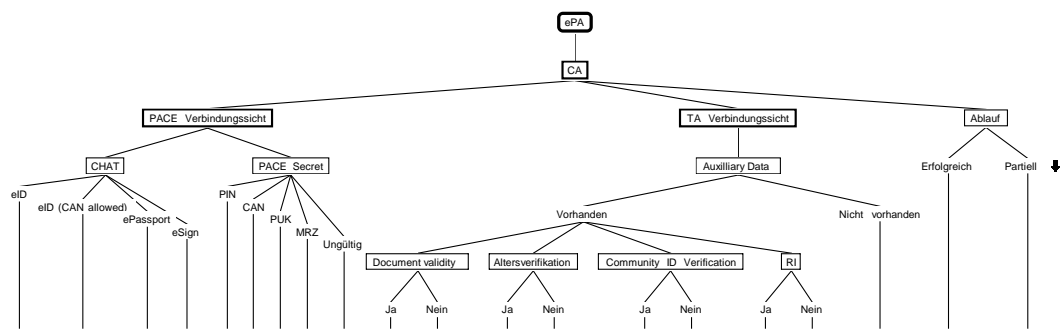 ePA
CA
PACE Verbindungssicht
TA Verbindungssicht
Ablauf
CHAT
PACE Secret
Auxilliary Data
Erfolgreich
Partiell
eID
eID (CAN allowed)
ePassport
eSign
PIN
CAN
PUK
MRZ
Ungültig
Vorhanden
Nicht vorhanden
Document validity
Altersverifikation
Community ID Verification
RI
Ja
Nein
Ja
Nein
Ja
Nein
Ja
Nein